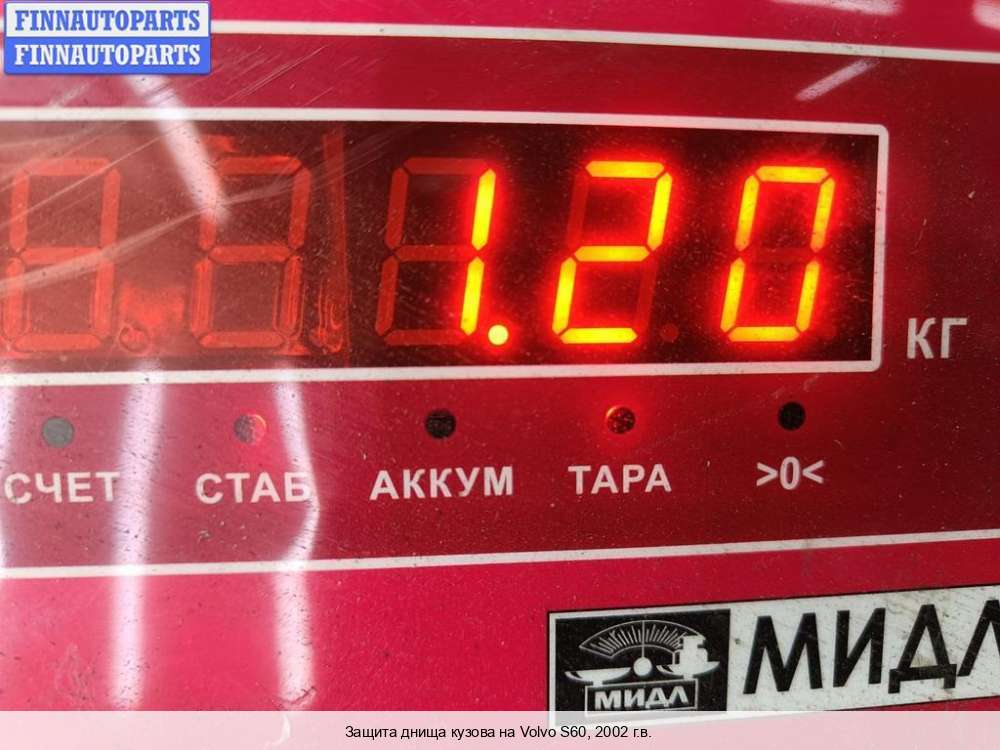 FINNAUTOPARTS
FINNAUTOPARTS
1.20
КГ
СЧЕТ СТАБ АККУМ ТАРА >0<
МИДЛ
МИДЛ
Защита днища кузова на Volvo S60, 2002 г.в.